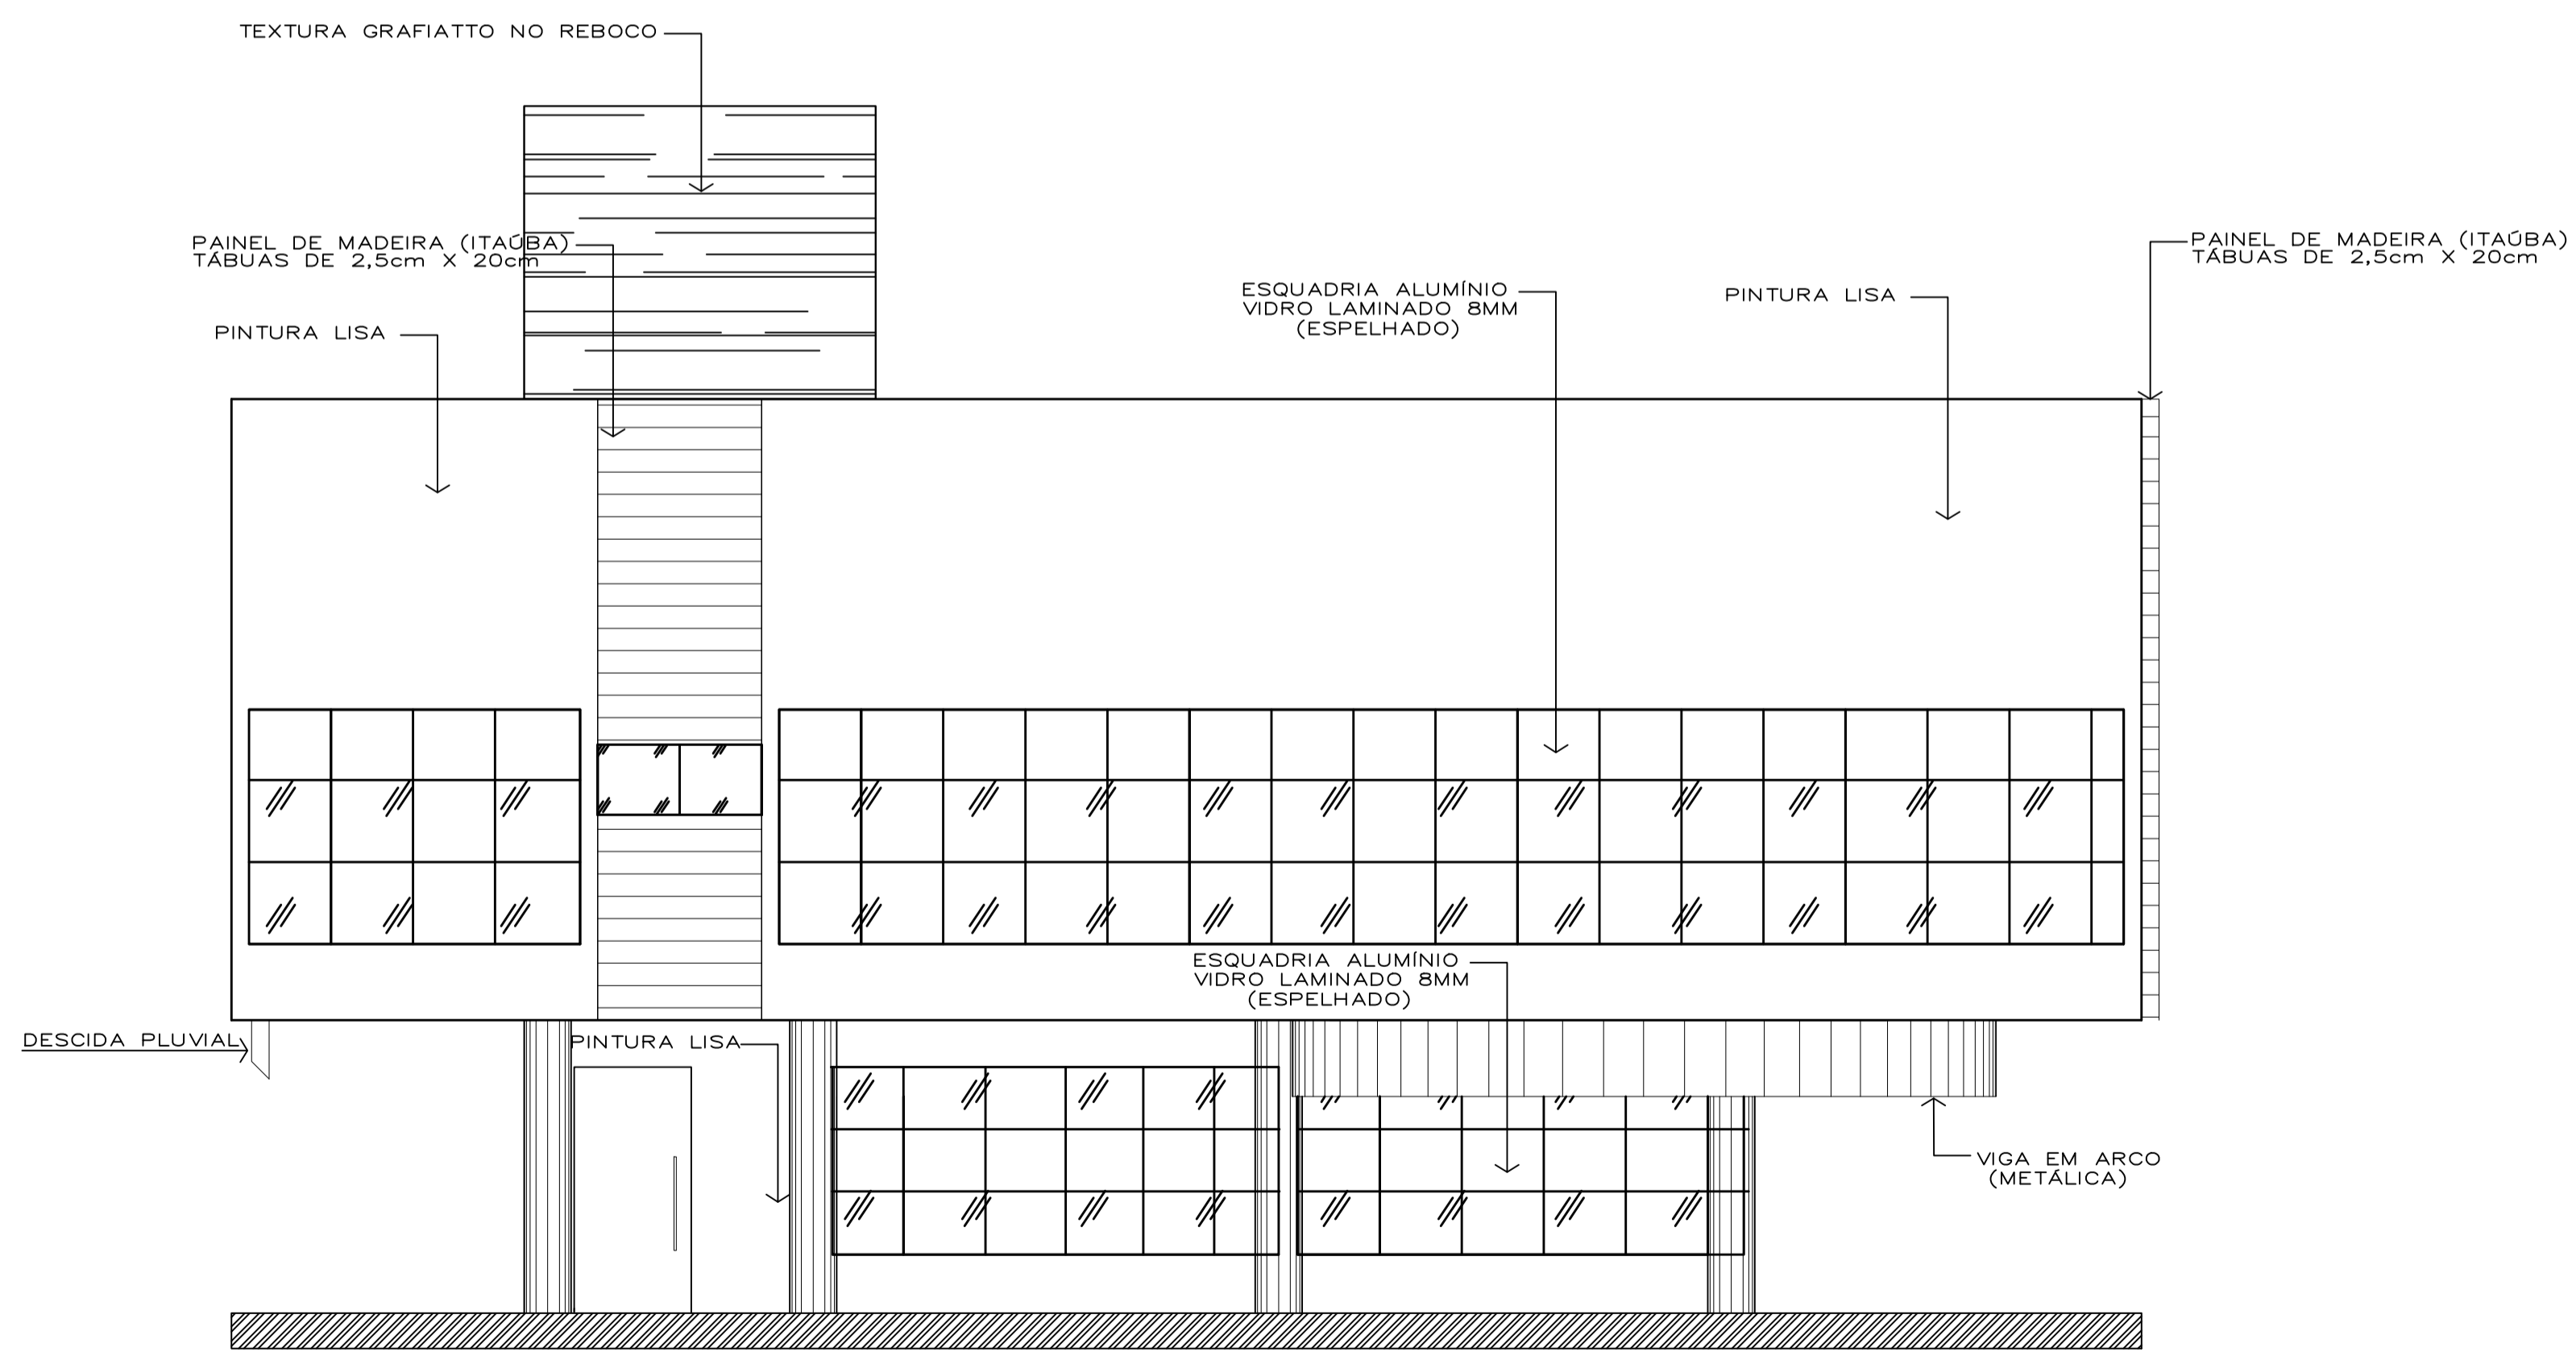 TEXTURA GRAFIATTO NO REBOCO
PAINEL DE MADEIRA (ITAÚBA)
TÁBUAS DE 2,5cm X 20cm
PAINEL DE MADEIRA (ITAÚBA)
TÁBUAS DE 2,5cm X 20cm
ESQUADRIA ALUMÍNIO
VIDRO LAMINADO 8MM
(ESPELHADO)
PINTURA LISA
PINTURA LISA
ESQUADRIA ALUMÍNIO
VIDRO LAMINADO 8MM
(ESPELHADO)
DESCIDA PLUVIAL
PINTURA LISA
VIGA EM ARCO
(METÁLICA)